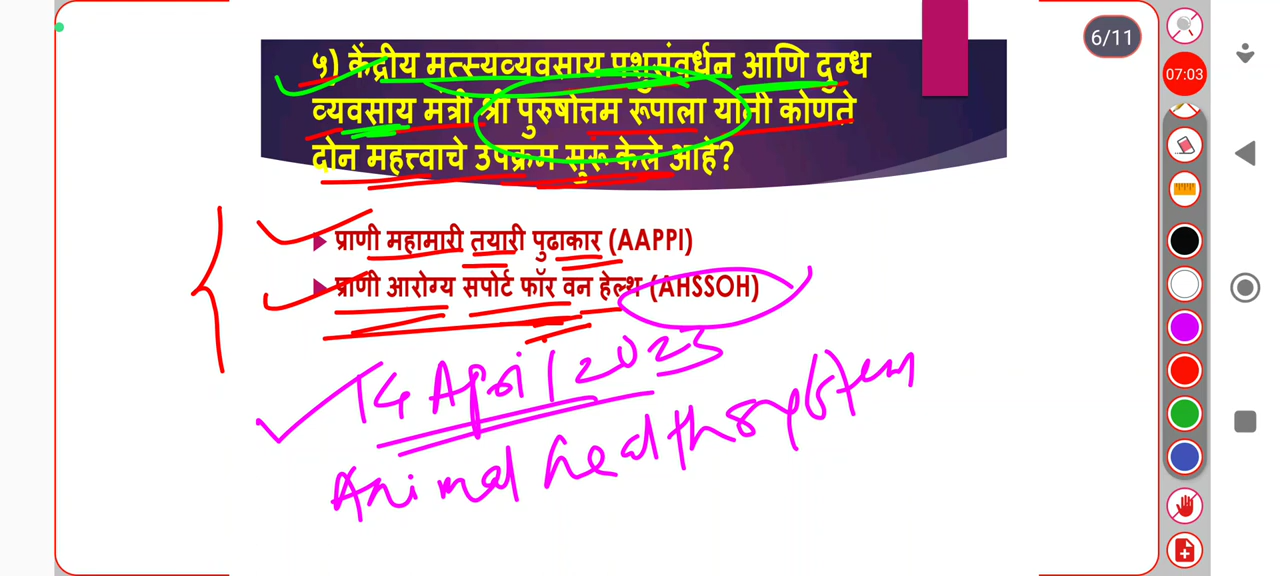 6/11
07:03
५) केंद्रीय मत्स्यव्यवसाय पशुसंवर्धन आणि दुग्ध
व्यवसाय मंत्री श्री पुरुषोत्तम रूपाला यांनी कोणते
दोन महत्त्वाचे उपक्रम सुरू केले आहे?
प्राणी महामारी तयारी पुढाकार (AAPPI)
प्राणी आरोग्य सपोर्ट फॉर वन हेल्थ (AHSSOH)
14 April 2023
Animal health system